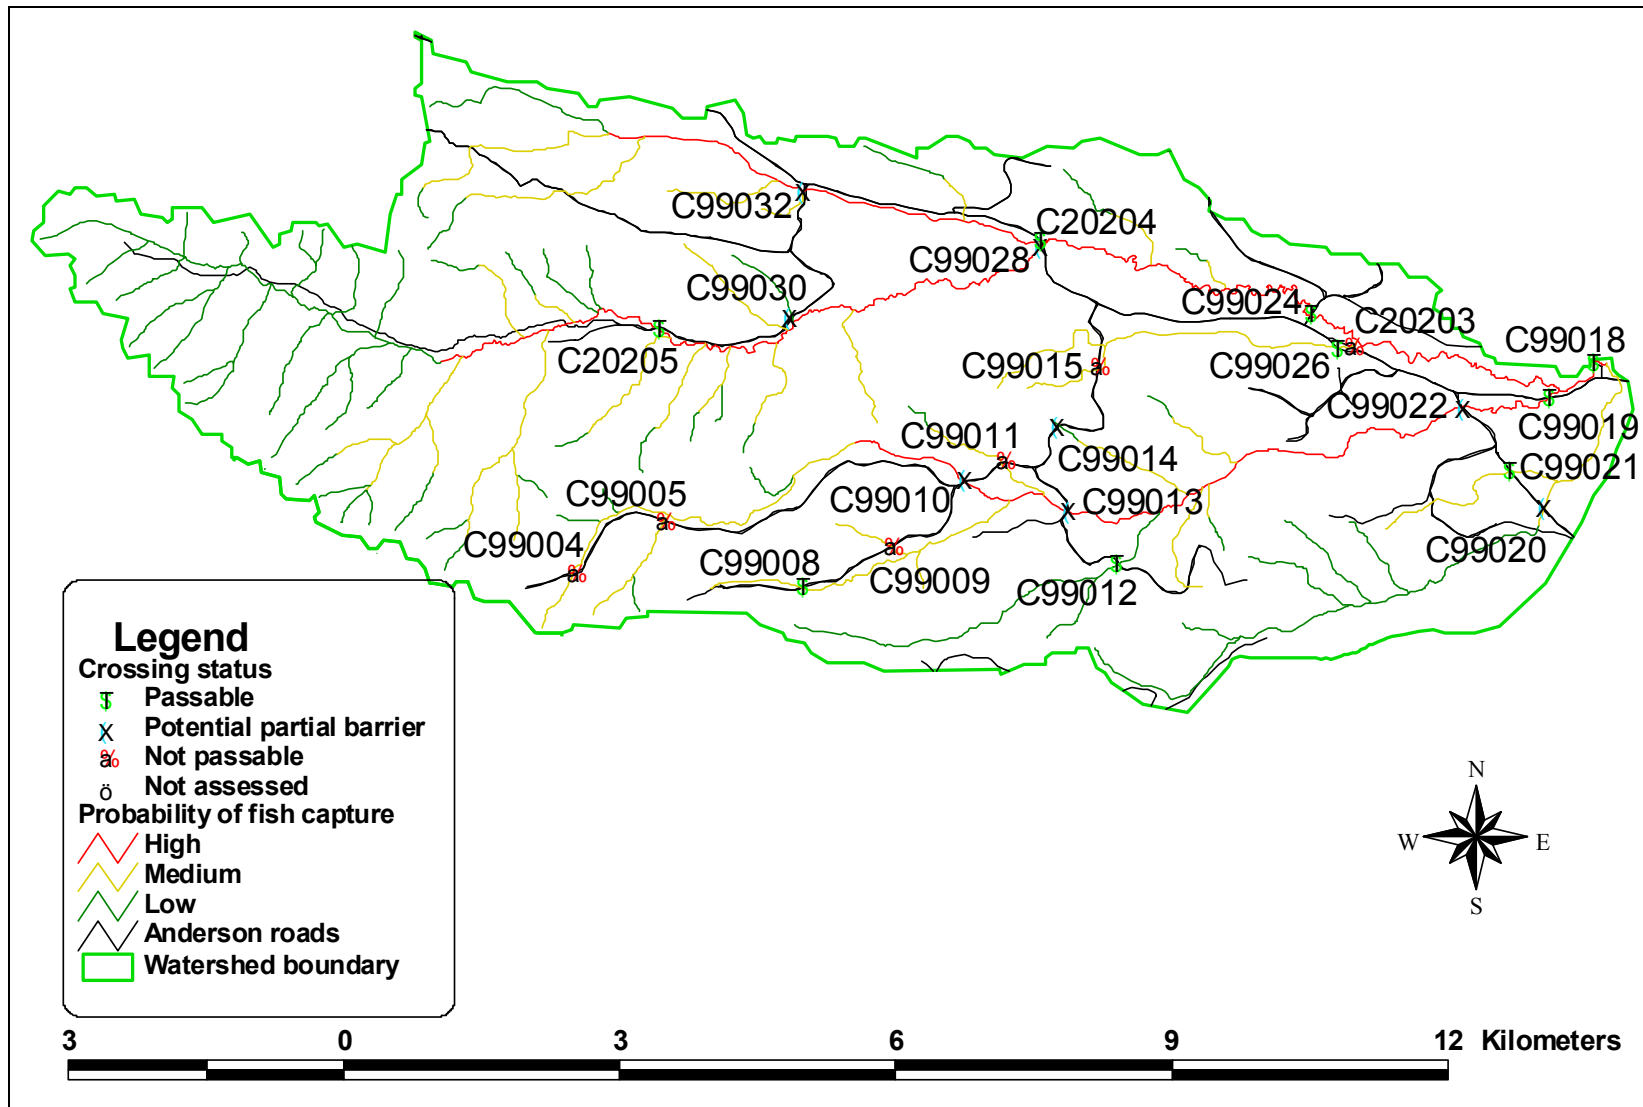 C99032
C20204
C99028
C99030
C99024
C20203
C99018
C20205
C99015
C99026
C99022
C99019
C99011
C99014
C99021
C99005
C99010
C99013
C99004
C99008
C99009
C99012
C99020
Legend
Crossing status
Passable
Potential partial barrier
Not passable
Not assessed
Probability of fish capture
High
Medium
Low
Anderson roads
Watershed boundary
N
W E
S
3 0 3 6 9 12 Kilometers